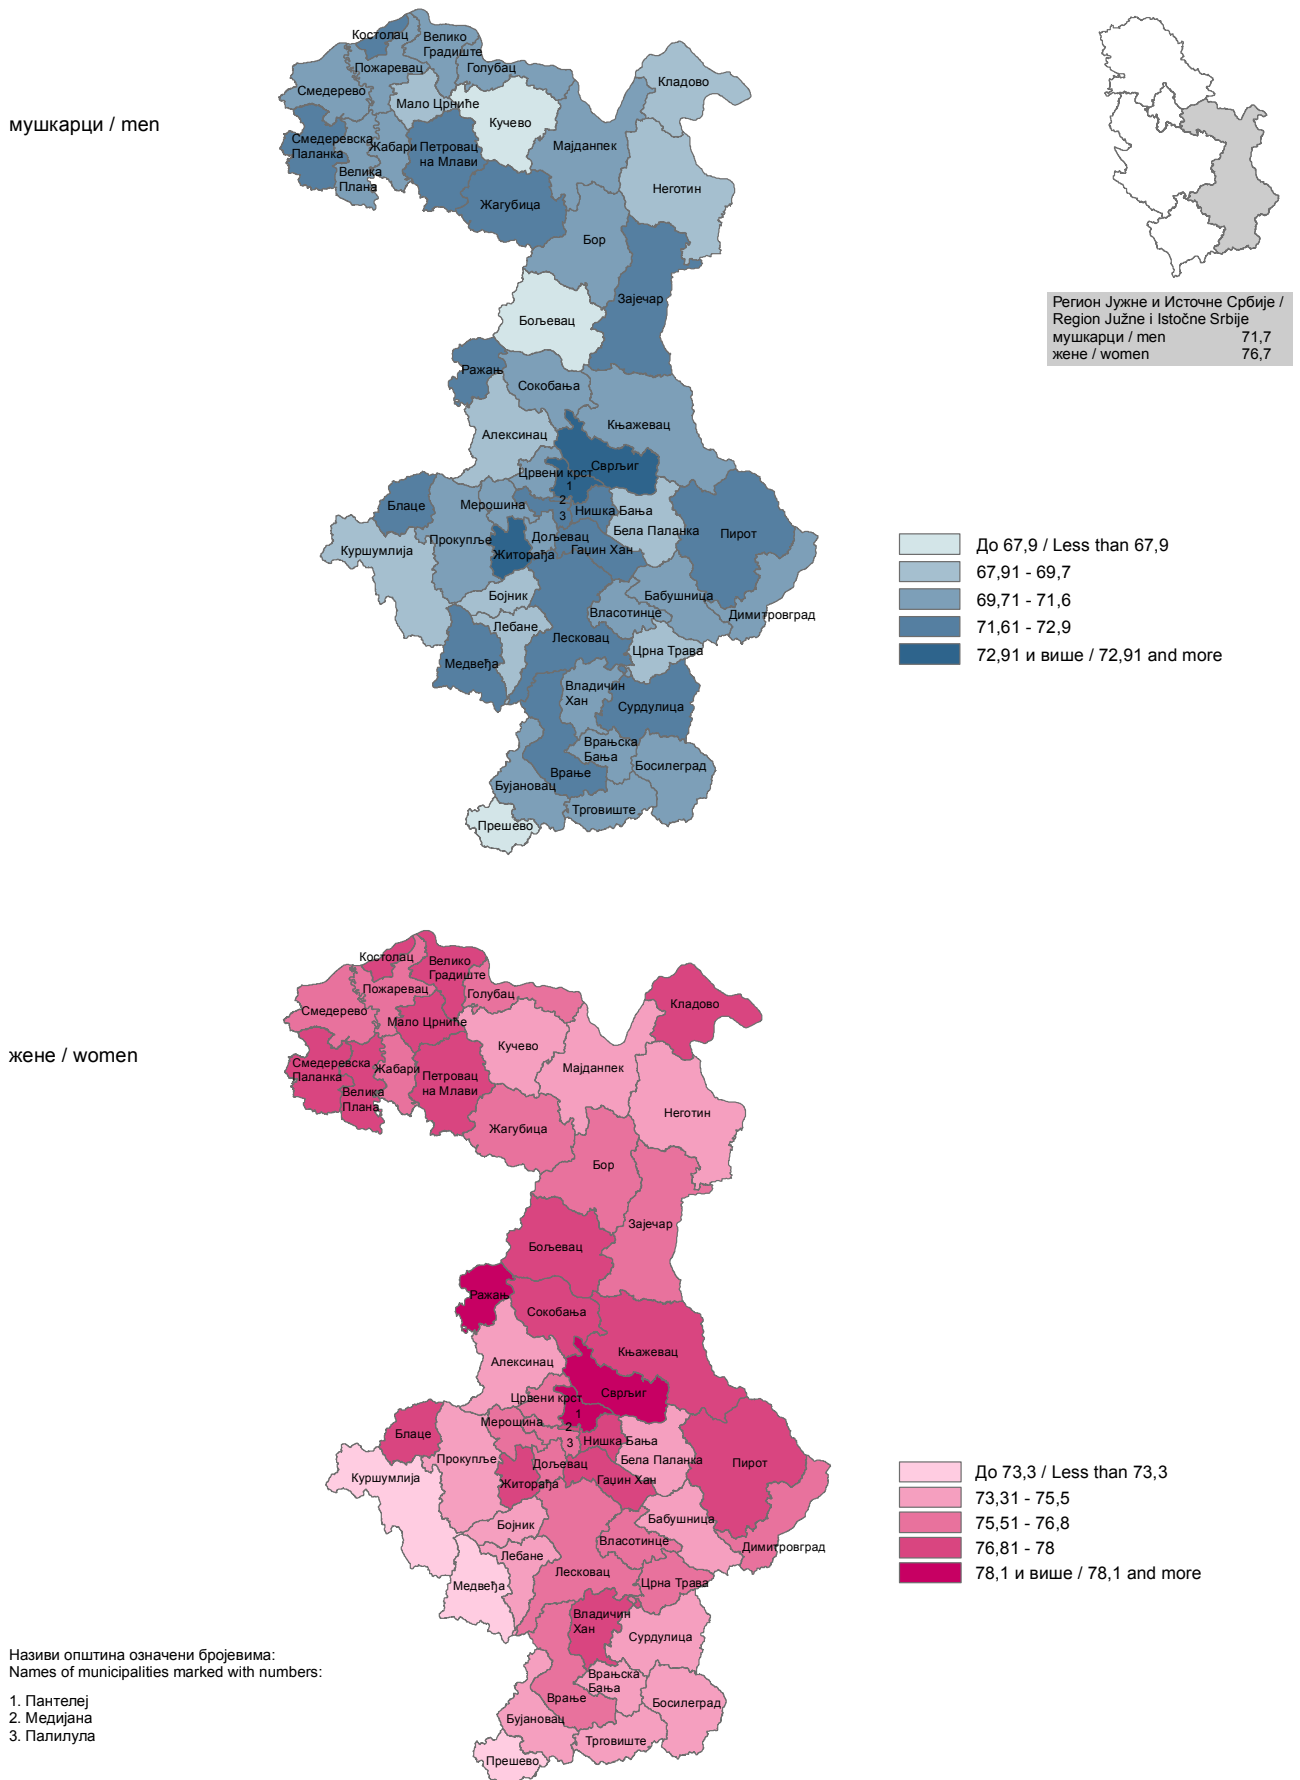 мушкарци / men
Костолац
Велико
Градиште
Пожаревац
Голубац
Смедерево
Мало Црниће
Кладово
Кучево
Смедеревска
Паланка
Жабари
Петровац
на Млави
Мајданпек
Велика
Плана
Неготин
Жагубица
Бор
Зајечар
Бољевац
Ражањ
Сокобања
Књажевац
Алексинац
Црвени крст
Сврљиг
1
2
3
Блаце
Мерошина
Нишка Бања
Бела Паланка
Пирот
Прокупље
Дољевац
Куршумлија
Житорађа
Гаџин Хан
Бојник
Бабушница
Власотинце
Димитровград
Лебане
Лесковац
Црна Трава
Медвеђа
Владичин
Хан
Сурдулица
Врањска
Бања
Босилеград
Врање
Бујановац
Трговиште
Прешево
Регион Јужне и Источне Србије /
Region Južne i Istočne Srbije
мушкарци / men 71,7
жене / women 76,7
До 67,9 / Less than 67,9
67,91 - 69,7
69,71 - 71,6
71,61 - 72,9
72,91 и више / 72,91 and more
жене / women
Костолац
Велико
Градиште
Пожаревац
Голубац
Смедерево
Мало Црниће
Кладово
Кучево
Смедеревска
Паланка
Жабари
Петровац
на Млави
Мајданпек
Велика
Плана
Неготин
Жагубица
Бор
Зајечар
Бољевац
Ражањ
Сокобања
Књажевац
Алексинац
Црвени крст
Сврљиг
1
2
3
Блаце
Мерошина
Нишка Бања
Бела Паланка
Пирот
Прокупље
Дољевац
Куршумлија
Житорађа
Гаџин Хан
Бојник
Бабушница
Власотинце
Димитровград
Лебане
Лесковац
Црна Трава
Медвеђа
Владичин
Хан
Сурдулица
Врањска
Бања
Босилеград
Врање
Бујановац
Трговиште
Прешево
До 73,3 / Less than 73,3
73,31 - 75,5
75,51 - 76,8
76,81 - 78
78,1 и више / 78,1 and more
Називи општина означени бројевима:
Names of municipalities marked with numbers:
1. Пантелеј
2. Медијана
3. Палилула